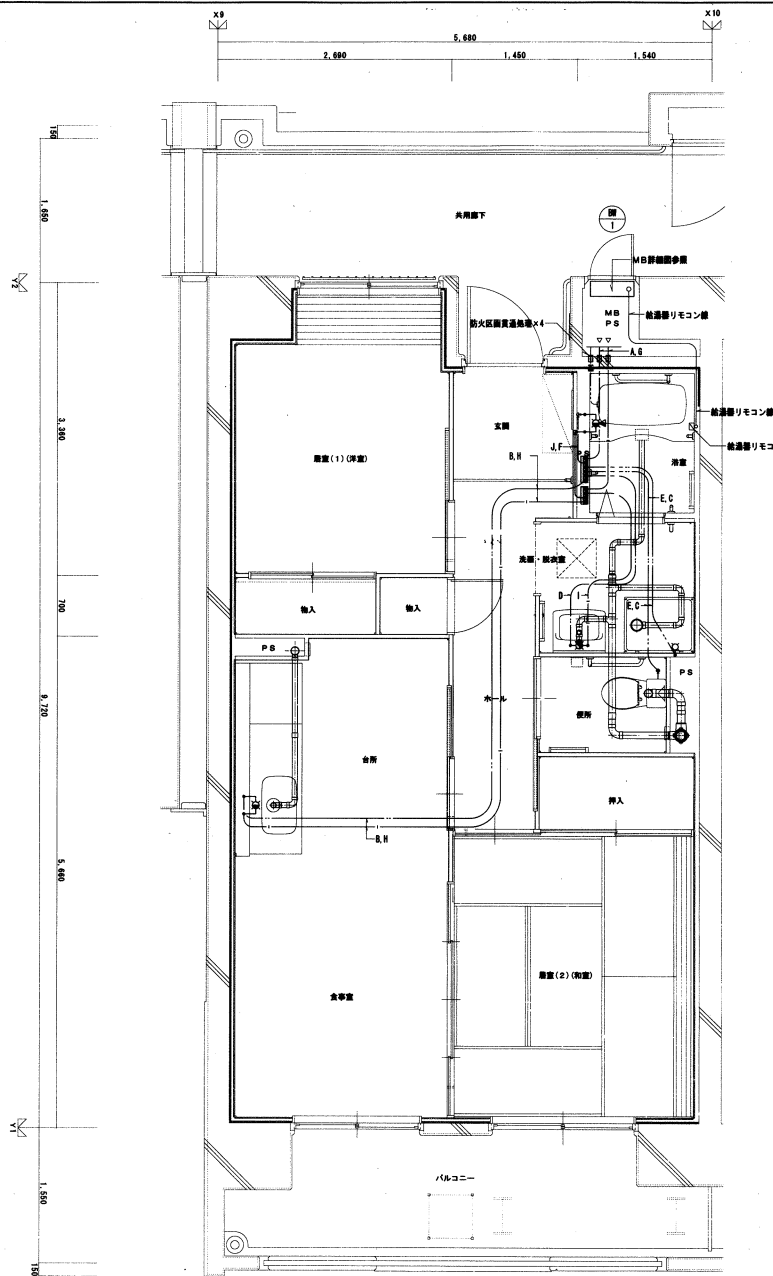 X9
X10
5,680
2,690
1,450
1,540
150
1,650
共用廊下
BW
1
MB詳細図参照
Y2
MB
PS
給湯器リモコン線
防火区画貫通処理×4
A,G
3,360
玄関
給湯器リモコン線
居室(1)(洋室)
J,F
給湯器リモコ
B,H
浴室
E,C
洗面・脱衣室
700
物入
物入
D
I
E,C
PS
PS
9,720
ホール
便所
台所
押入
B,H
5,660
居室(2)(和室)
食事室
Y1
バルコニー
1,550
150